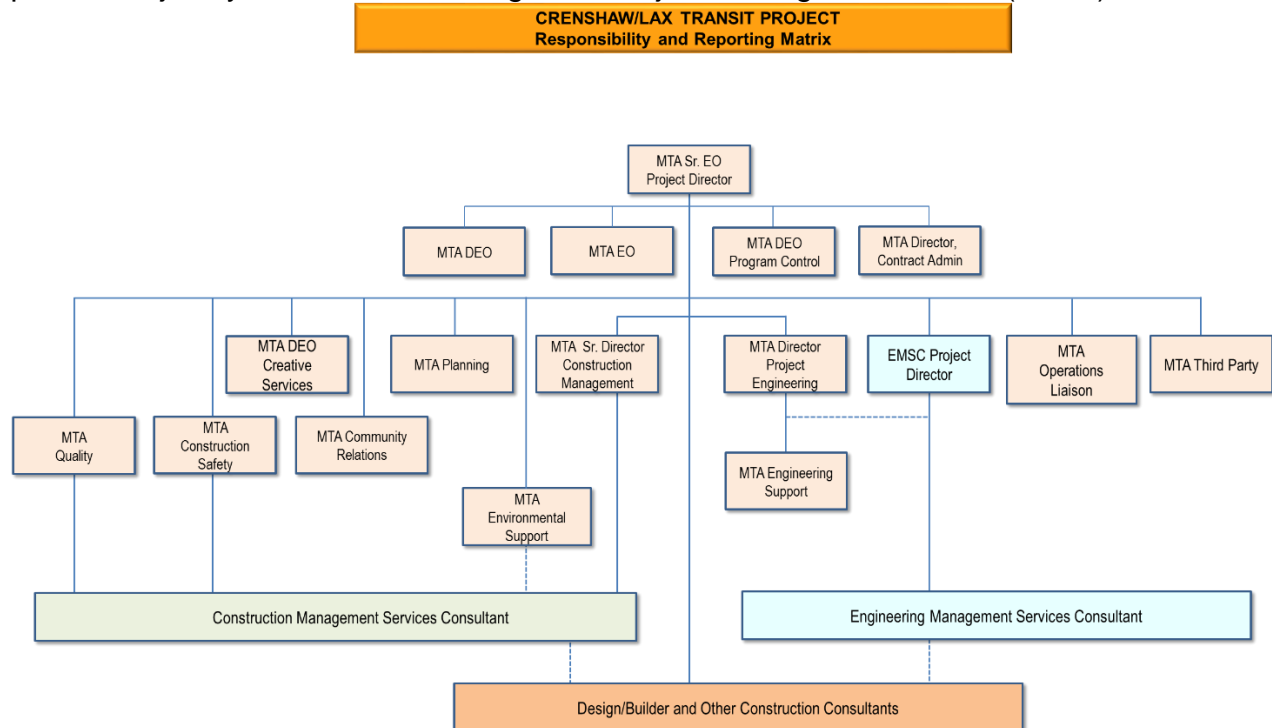 CRENSHAW/LAX TRANSIT PROJECT
Responsibility and Reporting Matrix
MTA Sr. EO
Project Director
MTA DEO
MTA EO
MTA DEO
Program Control
MTA Director,
Contract Admin
MTA DEO
Creative
Services
MTA Planning
MTA Sr. Director
Construction
Management
MTA Director
Project
Engineering
EMSC Project
Director
MTA
Operations
Liaison
MTA Third Party
MTA
Quality
MTA
Construction
Safety
MTA Community
Relations
MTA Engineering
Support
MTA
Environmental
Support
Construction Management Services Consultant
Engineering Management Services Consultant
Design/Builder and Other Construction Consultants